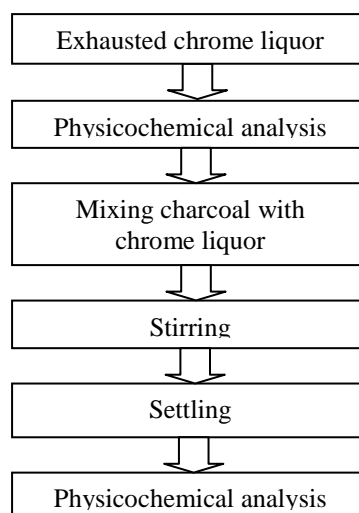 Exhausted chrome liquor
Physicochemical analysis
Mixing charcoal with
chrome liquor
Stirring
Settling
Physicochemical analysis